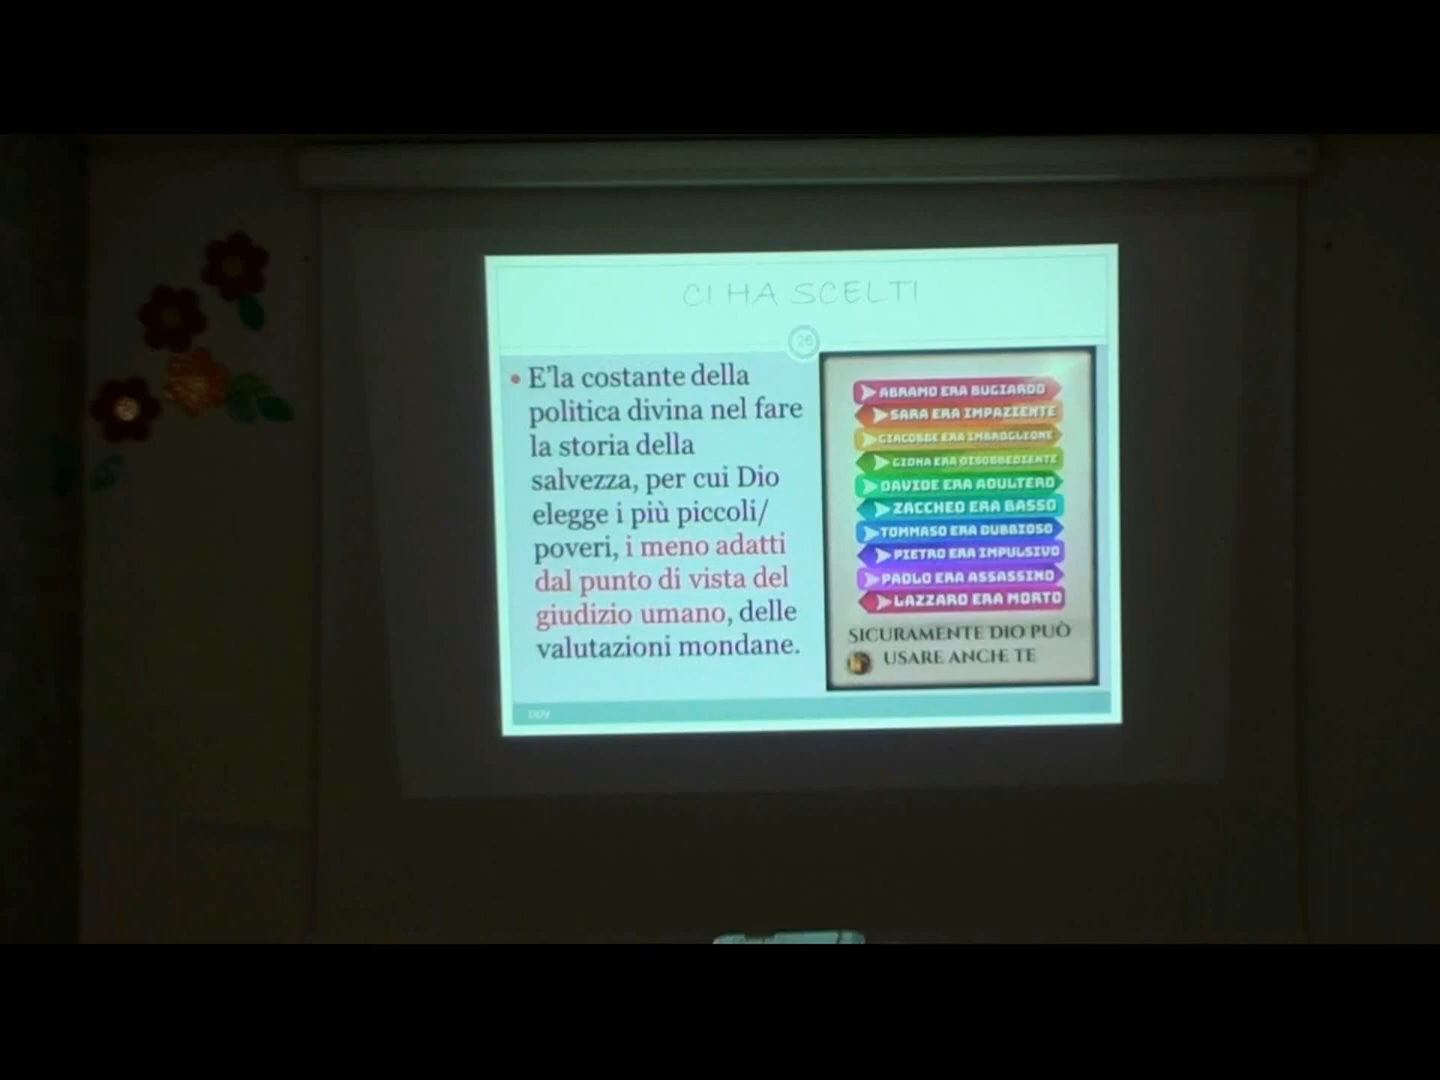 CI HA SCELTI
26
• E'la costante della
politica divina nel fare
la storia della
salvezza, per cui Dio
elegge i più piccoli/
poveri, i meno adatti
dal punto di vista del
giudizio umano, delle
valutazioni mondane.
ABRAMO ERA BUGIARDO
SARA ERA IMPAZIENTE
GIACOBBE ERA IMBROGLIONE
GIONA ERA DISOBBEDIENTE
DAVIDE ERA ADULTERO
ZACCHEO ERA BASSO
TOMMASO ERA DUBBIOSO
PIETRO ERA IMPULSIVO
PAOLO ERA ASSASSINO
LAZZARO ERA MORTO
SICURAMENTE DIO PUÒ
USARE ANCHE TE